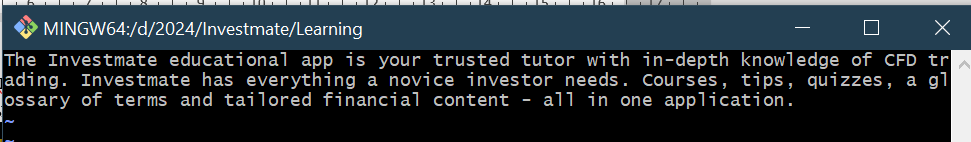 MINGW64:/d/2024/Investmate/Learning
The Investmate educational app is your trusted tutor with in-depth knowledge of CFD tr
ading. Investmate has everything a novice investor needs. Courses, tips, quizzes, a gl
ossary of terms and tailored financial content - all in one application.
~
~